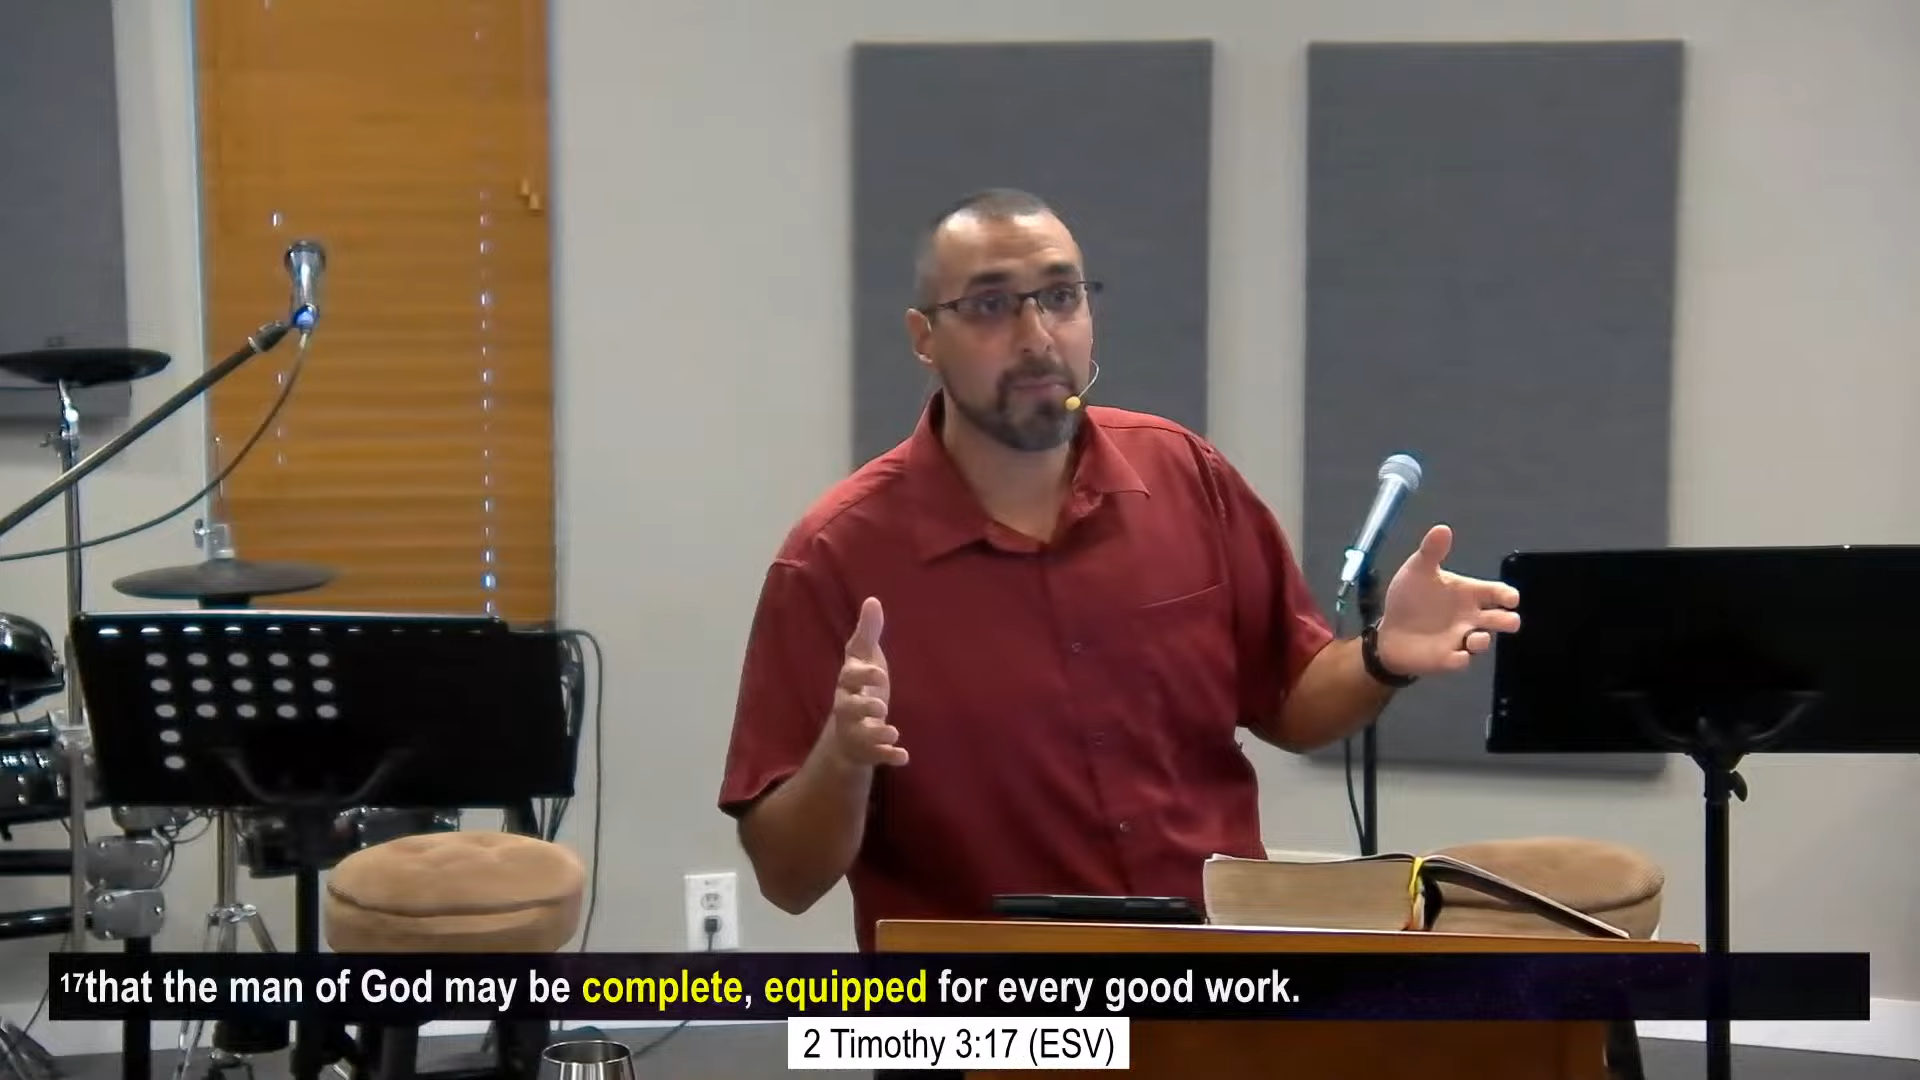 ¹⁷that the man of God may be complete, equipped for every good work.
2 Timothy 3:17 (ESV)